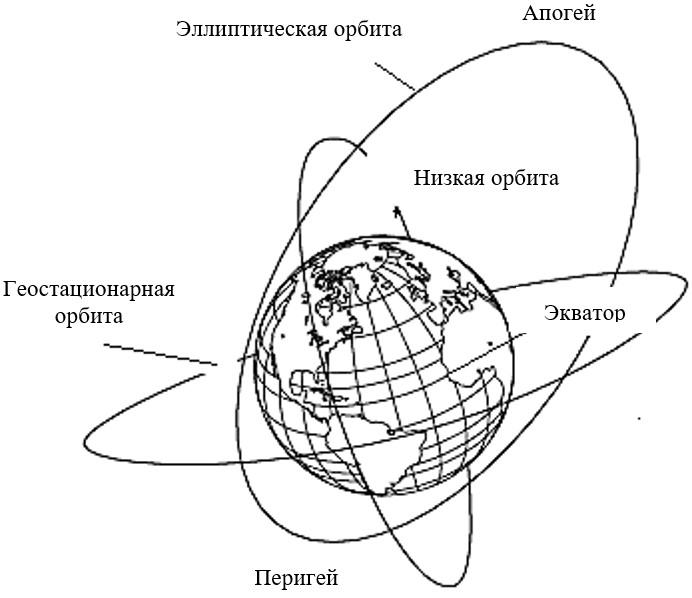 Апогей
Эллиптическая орбита
Низкая орбита
Геостационарная
орбита
Экватор
Перигей